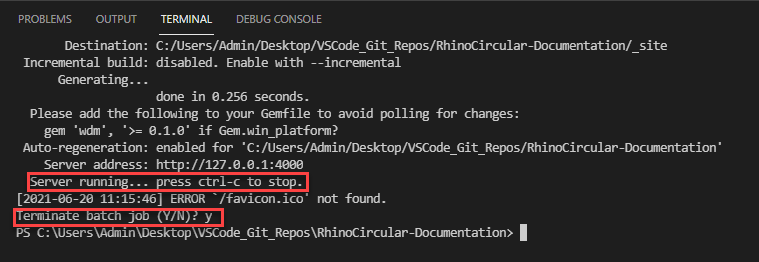 PROBLEMS OUTPUT TERMINAL DEBUG CONSOLE
Destination: C:/Users/Admin/Desktop/VSCode_Git_Repos/RhinoCircular-Documentation/_site
Incremental build: disabled. Enable with --incremental
Generating...
done in 0.256 seconds.
Please add the following to your Gemfile to avoid polling for changes:
gem 'wdm', '>= 0.1.0' if Gem.win_platform?
Auto-regeneration: enabled for 'C:/Users/Admin/Desktop/VSCode_Git_Repos/RhinoCircular-Documentation'
Server address: http://127.0.0.1:4000
Server running... press ctrl-c to stop.
[2021-06-20 11:15:46] ERROR `/favicon.ico' not found.
Terminate batch job (Y/N)? y
PS C:\Users\Admin\Desktop\VSCode_Git_Repos\RhinoCircular-Documentation>